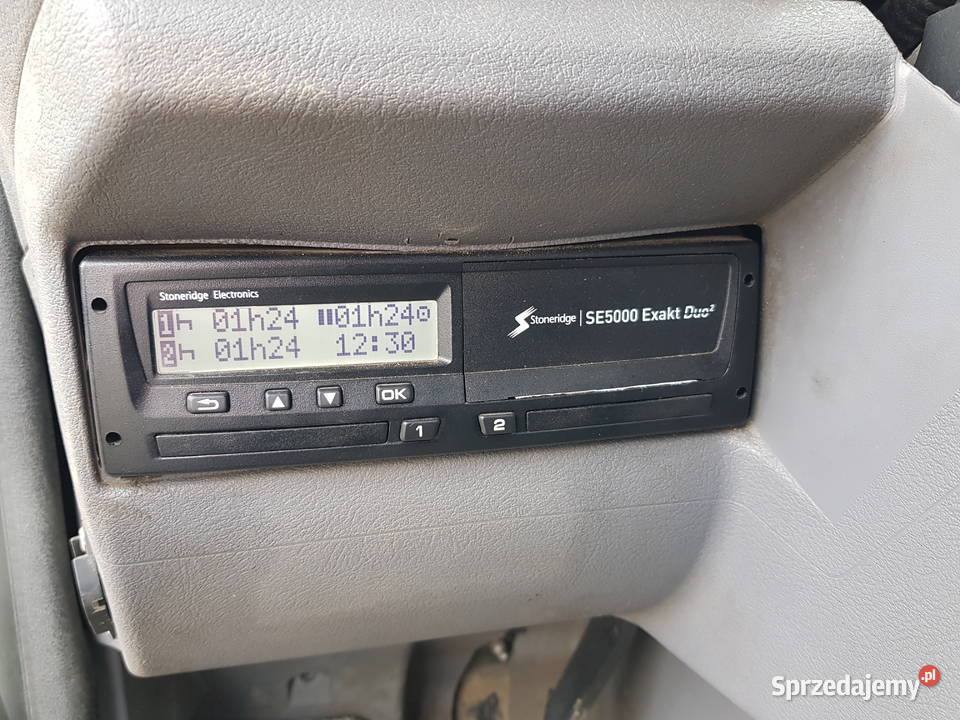 Stoneridge Electronics
1 01h24 01h24
2 01h24 12:30
Stoneridge | SE5000 Exakt Duo²
OK
1
2
Sprzedajemy.pl